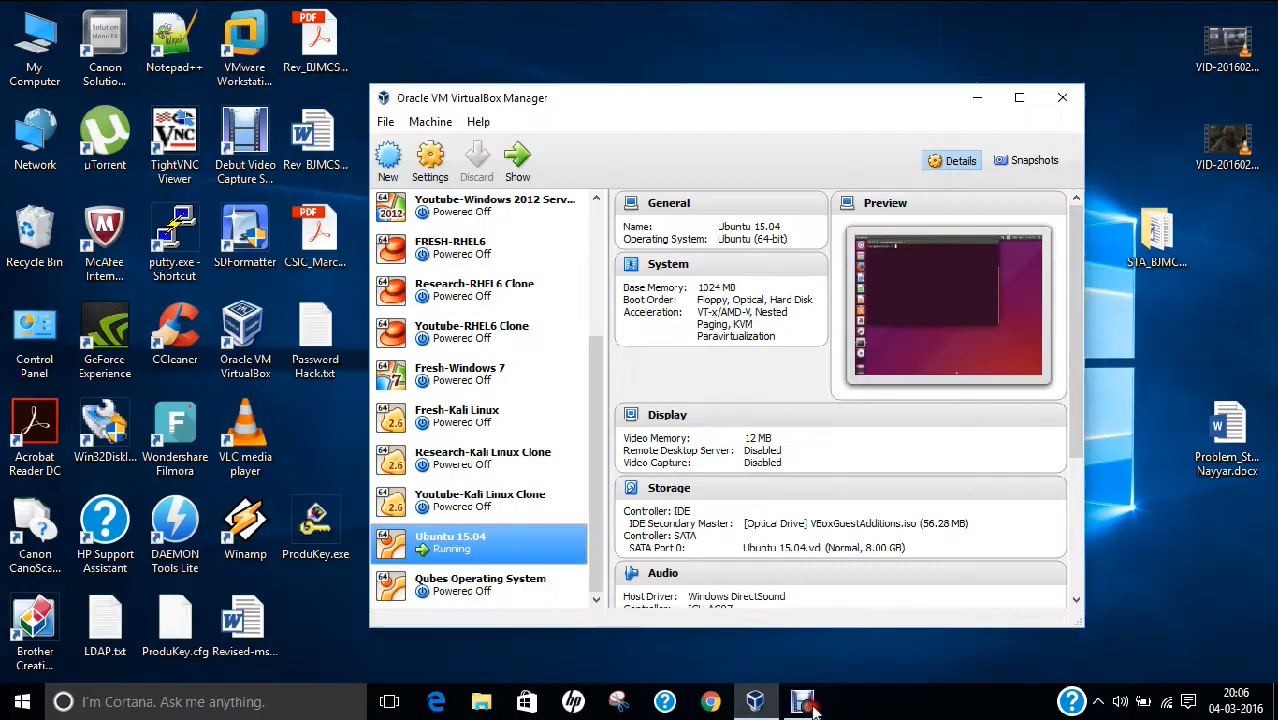 My
Computer
Canon
Solution...
Notepad++
VMware
Workstati...
Rev_BJMCS...
Network
µTorrent
TightVNC
Viewer
Debut Video
Capture S...
Rev_BJMCS...
Recycle Bin
McAfee
Intern...
putty.exe -
Shortcut
SDFormatter
CSIC_Marc...
Control
Panel
GeForce
Experience
CCleaner
Oracle VM
VirtualBox
Password
Hack.txt
Acrobat
Reader DC
Win32DiskI...
Wondershare
Filmora
VLC media
player
Canon
CanoSca...
HP Support
Assistant
DAEMON
Tools Lite
Winamp
ProduKey.exe
Brother
Creati...
LDAP.txt
ProduKey.cfg
Revised-ms...
Oracle VM VirtualBox Manager
File Machine Help
New Settings Discard Show
Details Snapshots
Youtube-Windows 2012 Serv...
Powered Off
FRESH-RHEL6
Powered Off
Research-RHEL6 Clone
Powered Off
Youtube-RHEL6 Clone
Powered Off
Fresh-Windows 7
Powered Off
Fresh-Kali Linux
Powered Off
Research-Kali Linux Clone
Powered Off
Youtube-Kali Linux Clone
Powered Off
Ubuntu 15.04
Running
Qubes Operating System
Powered Off
General
Name: Ubuntu 15.04
Operating System: Ubuntu (64-bit)
System
Base Memory: 1024 MB
Boot Order: Floppy, Optical, Hard Disk
Acceleration: VT-x/AMD-V, Nested
Paging, KVM
Paravirtualization
Preview
Display
Video Memory: 12 MB
Remote Desktop Server: Disabled
Video Capture: Disabled
Storage
Controller: IDE
IDE Secondary Master: [Optical Drive] VBoxGuestAdditions.iso (56.28 MB)
Controller: SATA
SATA Port 0: Ubuntu 15.04.vdi (Normal, 8.00 GB)
Audio
Host Driver: Windows DirectSound
VID-201602...
VID-201602...
STA_BJMC...
Problem_St...
Nayyar.docx
I'm Cortana. Ask me anything.
20:06
04-03-2016